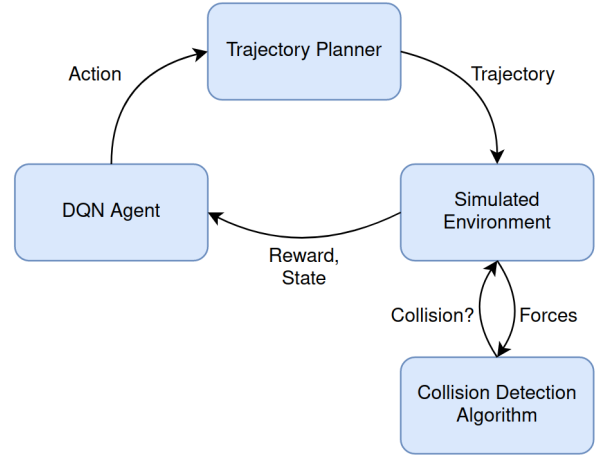 Trajectory Planner
Action
Trajectory
DQN Agent
Simulated
Environment
Reward,
State
Collision?
Forces
Collision Detection
Algorithm